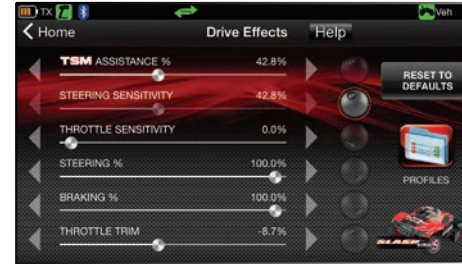 TX Veh
Home Drive Effects Help
TSM ASSISTANCE % 42.8%
RESET TO
DEFAULTS
STEERING SENSITIVITY 42.8%
THROTTLE SENSITIVITY 0.0%
STEERING % 100.0%
PROFILES
BRAKING % 100.0%
THROTTLE TRIM -8.7%
SLASH